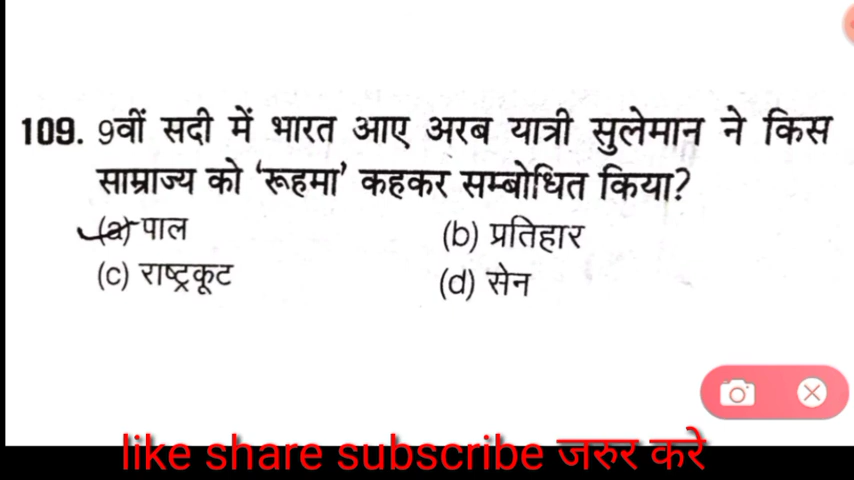 109. 9वीं सदी में भारत आए अरब यात्री सुलेमान ने किस
साम्राज्य को ‘रूहमा’ कहकर सम्बोधित किया?
(a) पाल (b) प्रतिहार
(c) राष्ट्रकूट (d) सेन
like share subscribe जरुर करे